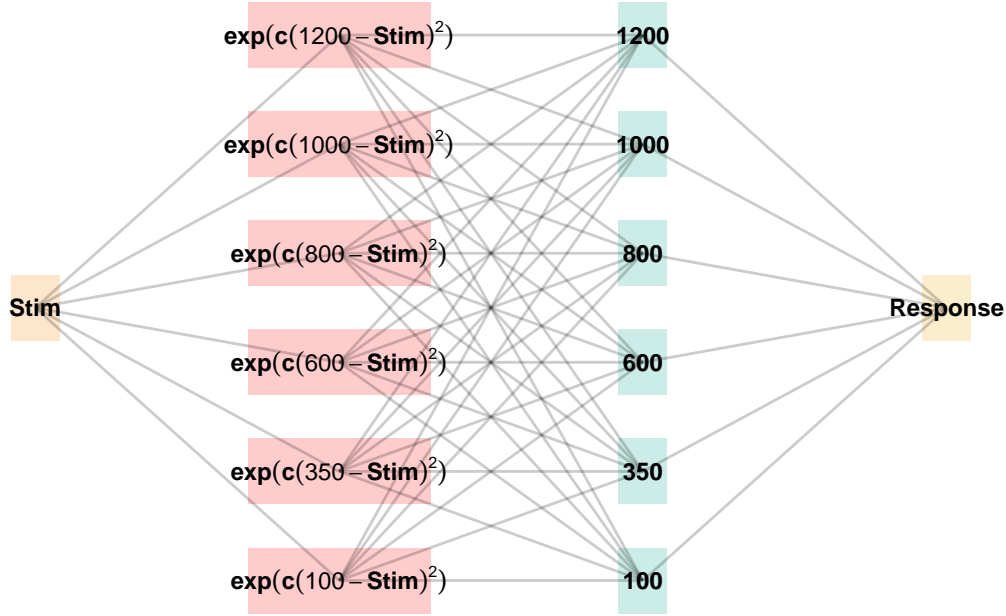 exp(c(1200 – Stim)²) 1200
exp(c(1000 – Stim)²) 1000
exp(c(800 – Stim)²) 800
Stim Response
exp(c(600 – Stim)²) 600
exp(c(350 – Stim)²) 350
exp(c(100 – Stim)²) 100